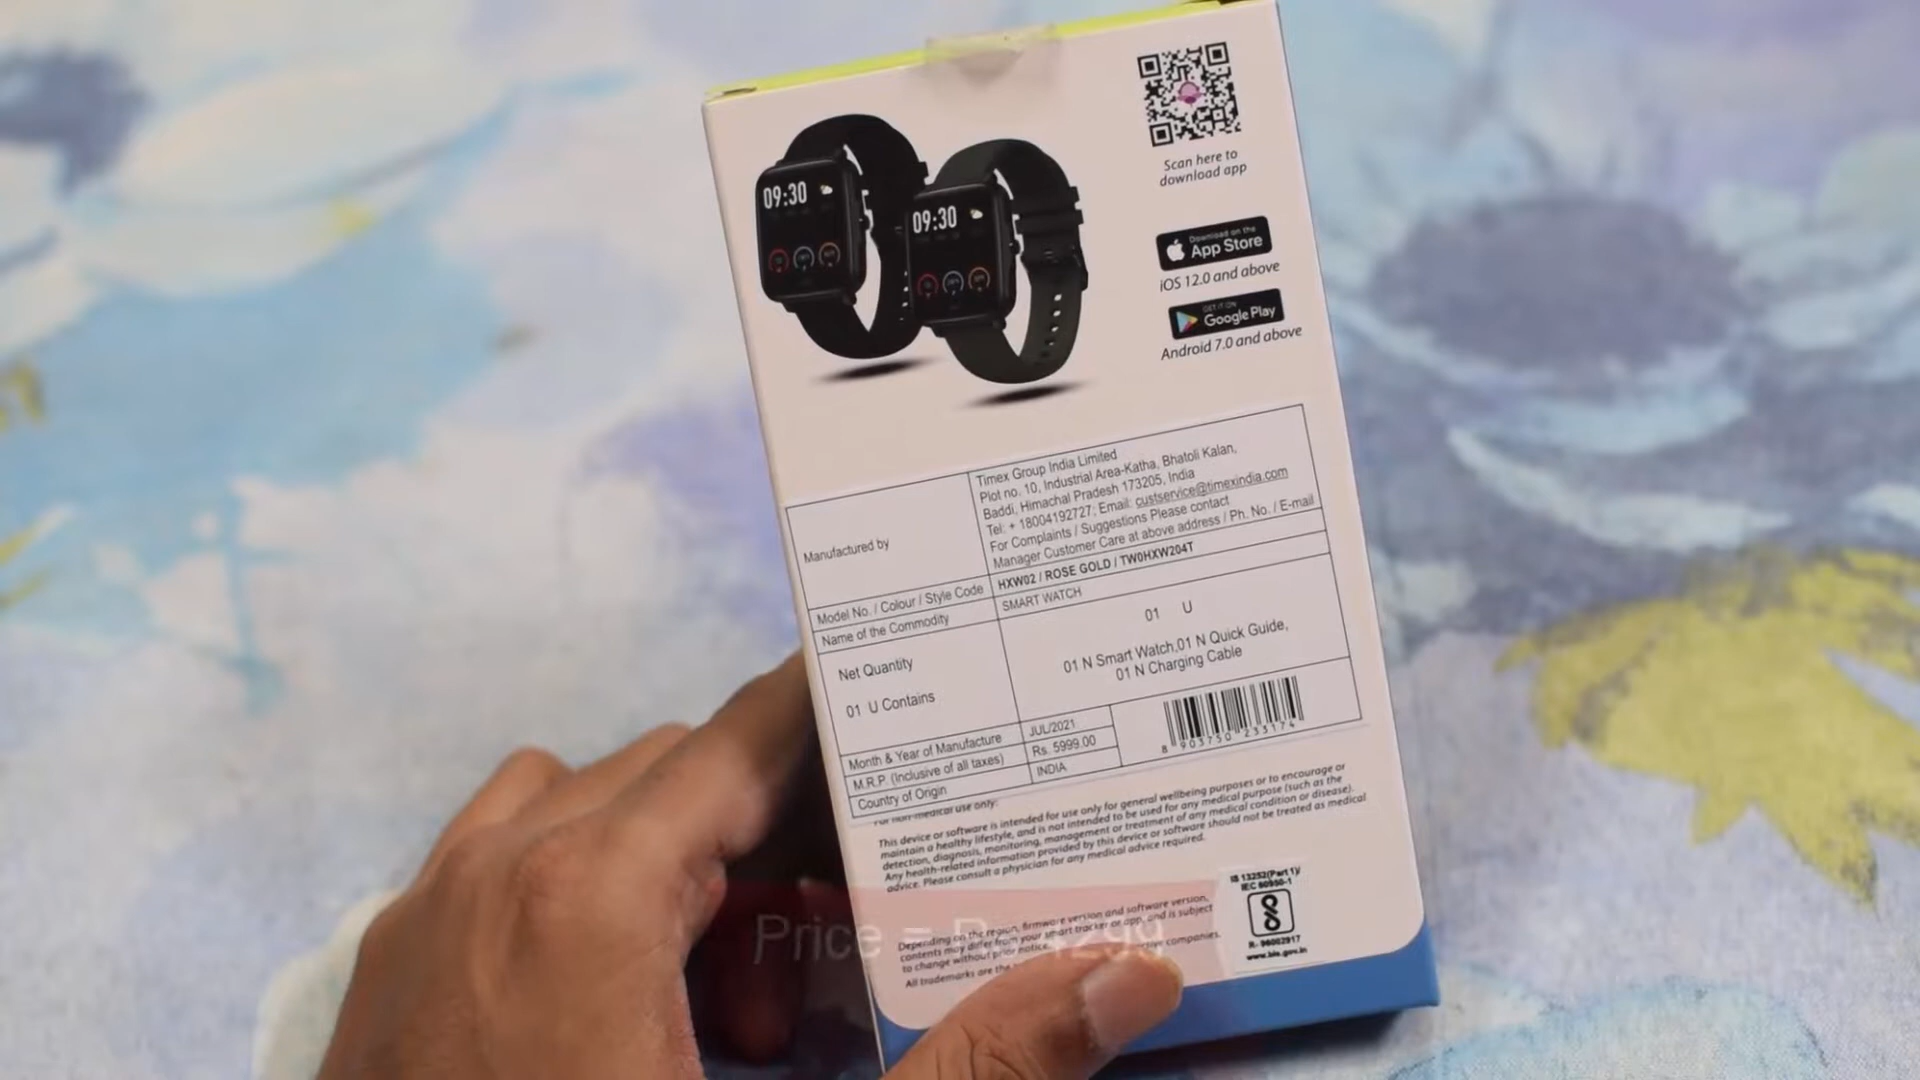 09:30
09:30
Scan here to
download app
Download on the
App Store
iOS 12.0 and above
GET IT ON
Google Play
Android 7.0 and above
Manufactured by
Timex Group India Limited
Plot no. 10, Industrial Area-Katha, Bhatoli Kalan,
Baddi, Himachal Pradesh 173205, India
Tel: + 18004192727; Email: custservice@timexindia.com
For Complaints / Suggestions Please contact
Manager Customer Care at above address / Ph. No. / E-mail
Model No. / Colour / Style Code
HXW02 / ROSE GOLD / TW0HXW204T
Name of the Commodity
SMART WATCH
Net Quantity
01 U
01 U Contains
01 N Smart Watch,01 N Quick Guide,
01 N Charging Cable
Month & Year of Manufacture
JUL/2021
M.R.P. (Inclusive of all taxes)
Rs. 5999.00
Country of Origin
INDIA
8 903750 233174
For non-medical use only:
This device or software is intended for use only for general wellbeing purposes or to encourage or
maintain a healthy lifestyle, and is not intended to be used for any medical purpose (such as the
detection, diagnosis, monitoring, management or treatment of any medical condition or disease).
Any health-related information provided by this device or software should not be treated as medical
advice. Please consult a physician for any medical advice required.
Depending on the region, firmware version and software version,
contents may differ from your smart tracker or app, and is subject
to change without prior notice.
All trademarks are the
companies.
IS 13252(Part 1)/
IEC 60950-1
R- 96002917
www.bis.gov.in
Price = 4299